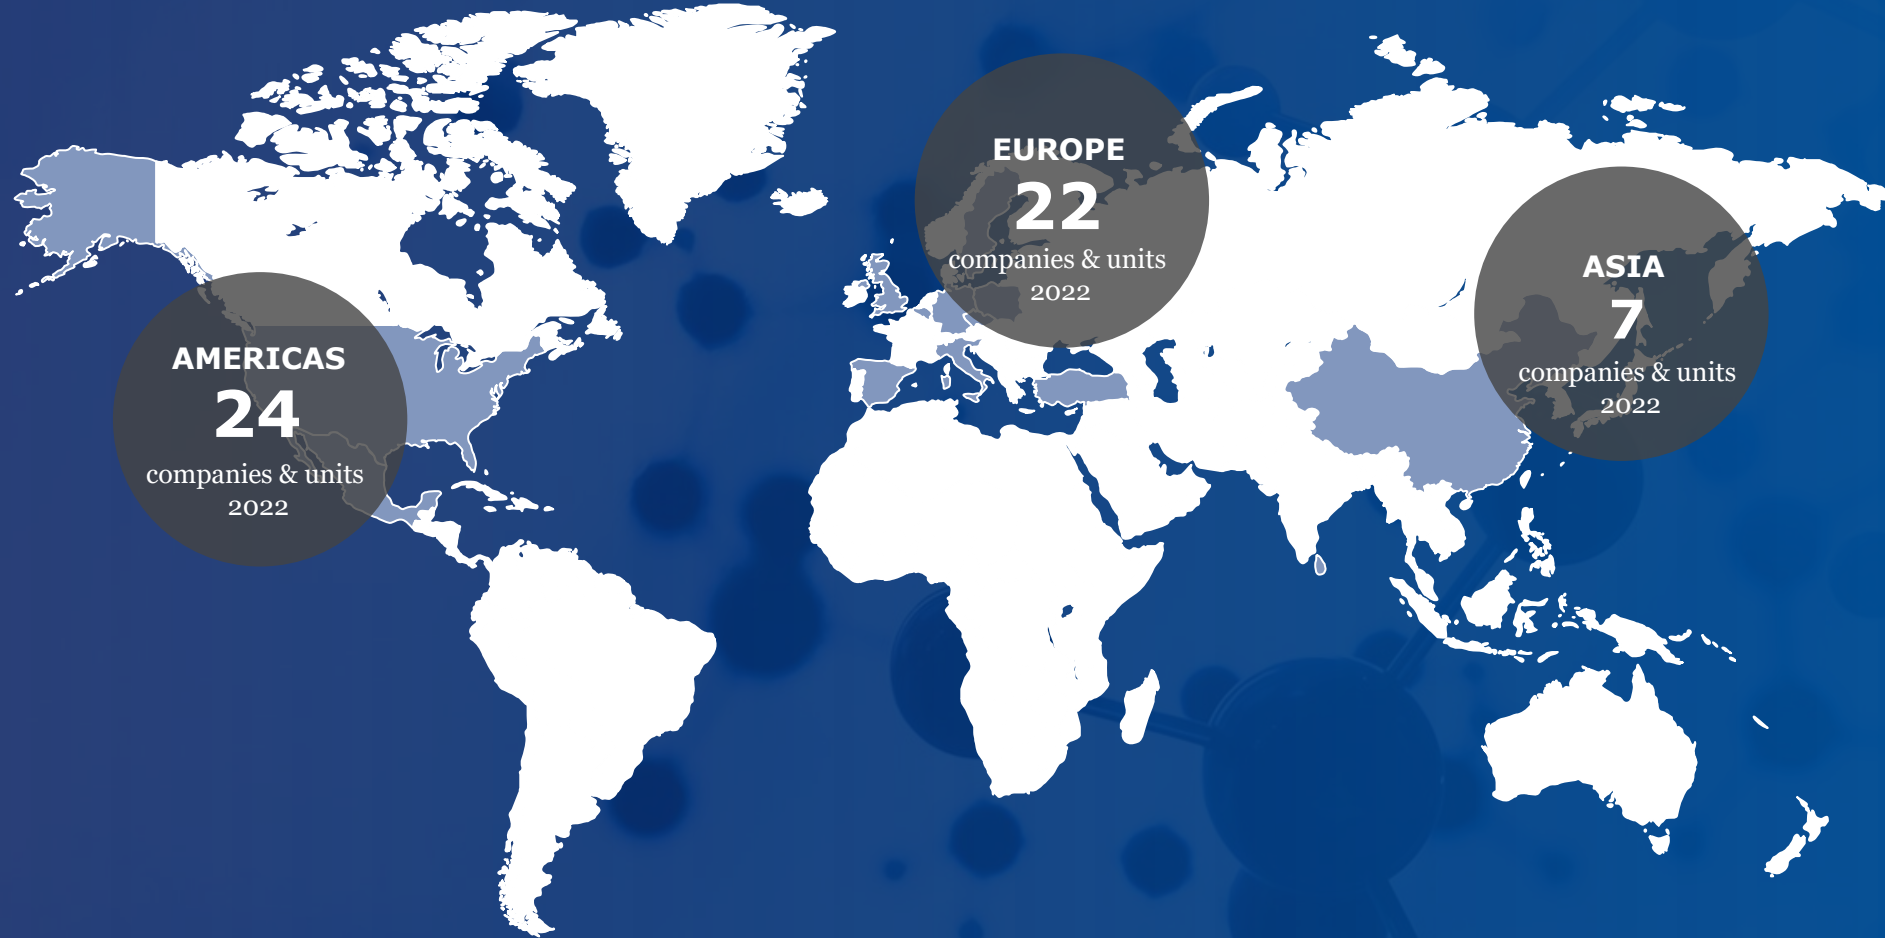 AMERICAS
24
companies & units
2022
EUROPE
22
companies & units
2022
ASIA
7
companies & units
2022